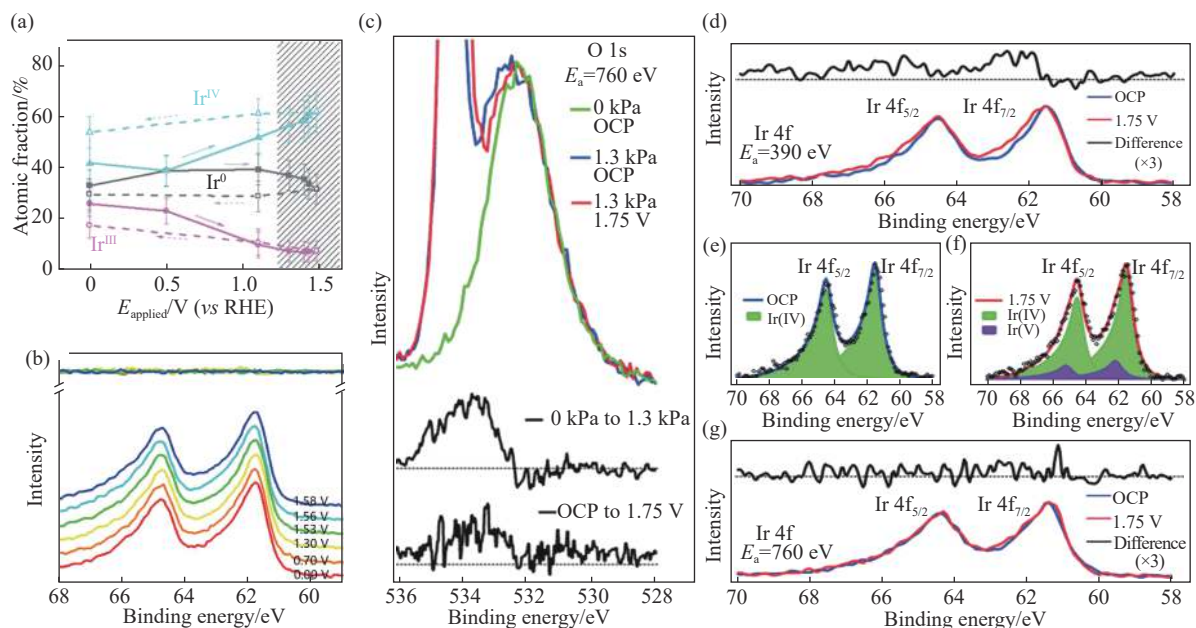 (a)
Atomic fraction/%
80
60
40
20
0
Ir^IV
Ir^0
Ir^III
0
0.5
1.0
1.5
E_applied/V (vs RHE)
(b)
Intensity
1.58 V
1.56 V
1.53 V
1.30 V
0.70 V
0.00 V
68
66
64
62
60
Binding energy/eV
(c)
O 1s
E_a=760 eV
0 kPa
OCP
1.3 kPa
OCP
1.3 kPa
1.75 V
Intensity
0 kPa to 1.3 kPa
OCP to 1.75 V
536
534
532
530
528
Binding energy/eV
(d)
Intensity
Ir 4f
E_a=390 eV
Ir 4f_5/2
Ir 4f_7/2
OCP
1.75 V
Difference
(×3)
70
68
66
64
62
60
58
Binding energy/eV
(e)
Intensity
Ir 4f_5/2
Ir 4f_7/2
OCP
Ir(IV)
70 68 66 64 62 60 58
Binding energy/eV
(f)
Intensity
Ir 4f_5/2
Ir 4f_7/2
1.75 V
Ir(IV)
Ir(V)
70 68 66 64 62 60 58
Binding energy/eV
(g)
Intensity
Ir 4f
E_a=760 eV
Ir 4f_5/2
Ir 4f_7/2
OCP
1.75 V
Difference
(×3)
70
68
66
64
62
60
58
Binding energy/eV